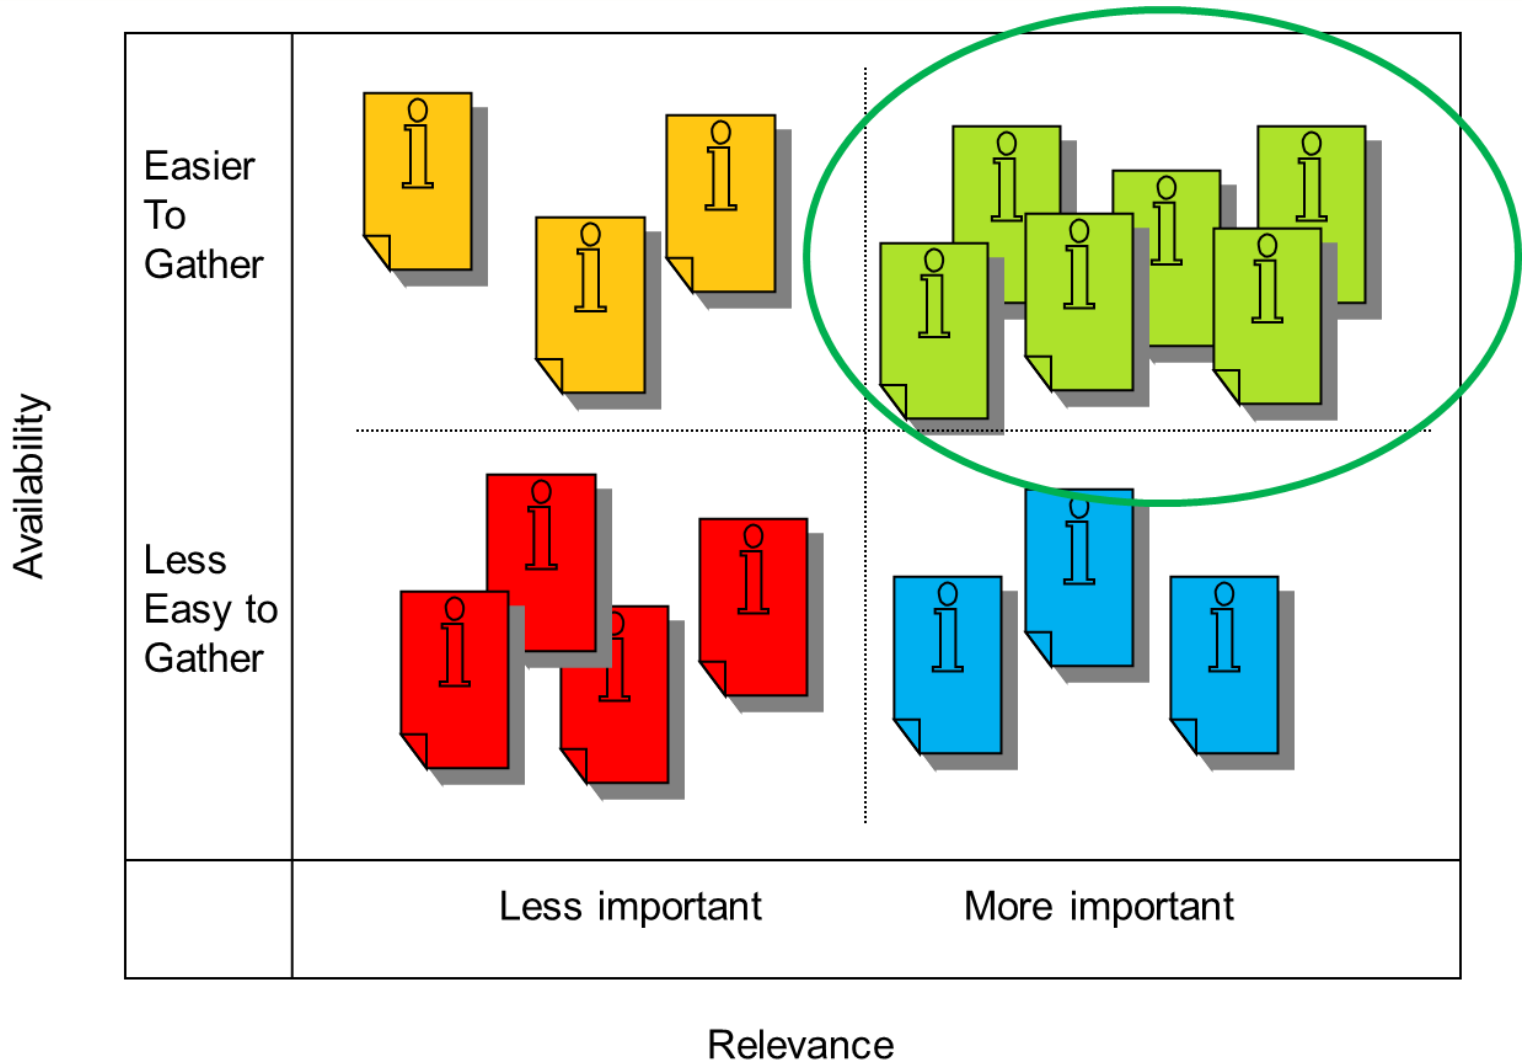 Easier
To
Gather
i
i
i
i
i
i
i
i
i
Availability
Less
Easy to
Gather
i
i
i
i
i
i
i
Less important
More important
Relevance